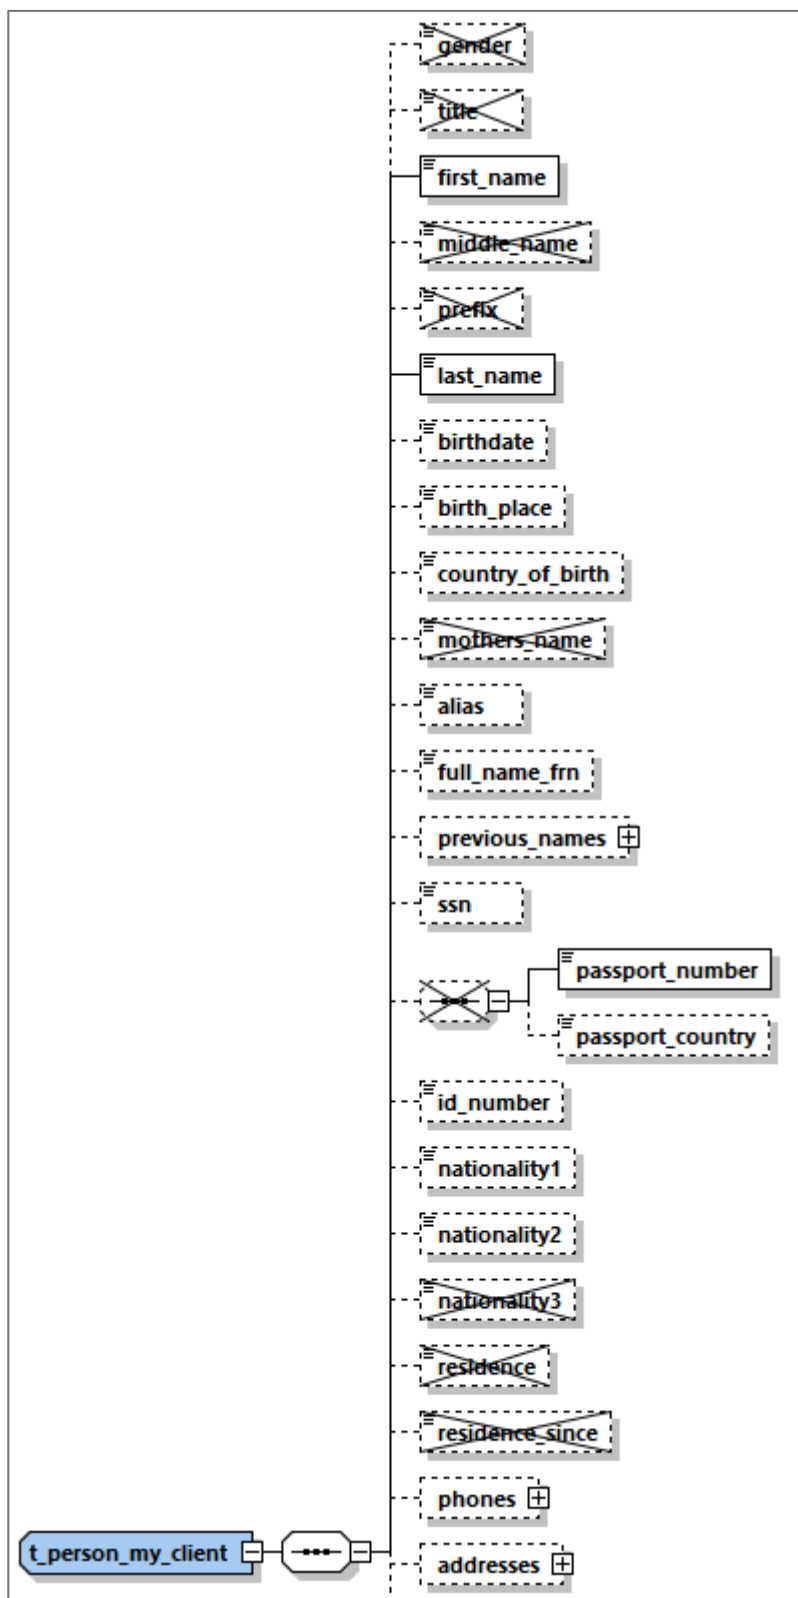 gender
title
first_name
middle_name
prefix
last_name
birthdate
birth_place
country_of_birth
mothers_name
alias
full_name_frn
previous_names
ssn
passport_number
passport_country
id_number
nationality1
nationality2
nationality3
residence
residence_since
phones
t_person_my_client
addresses